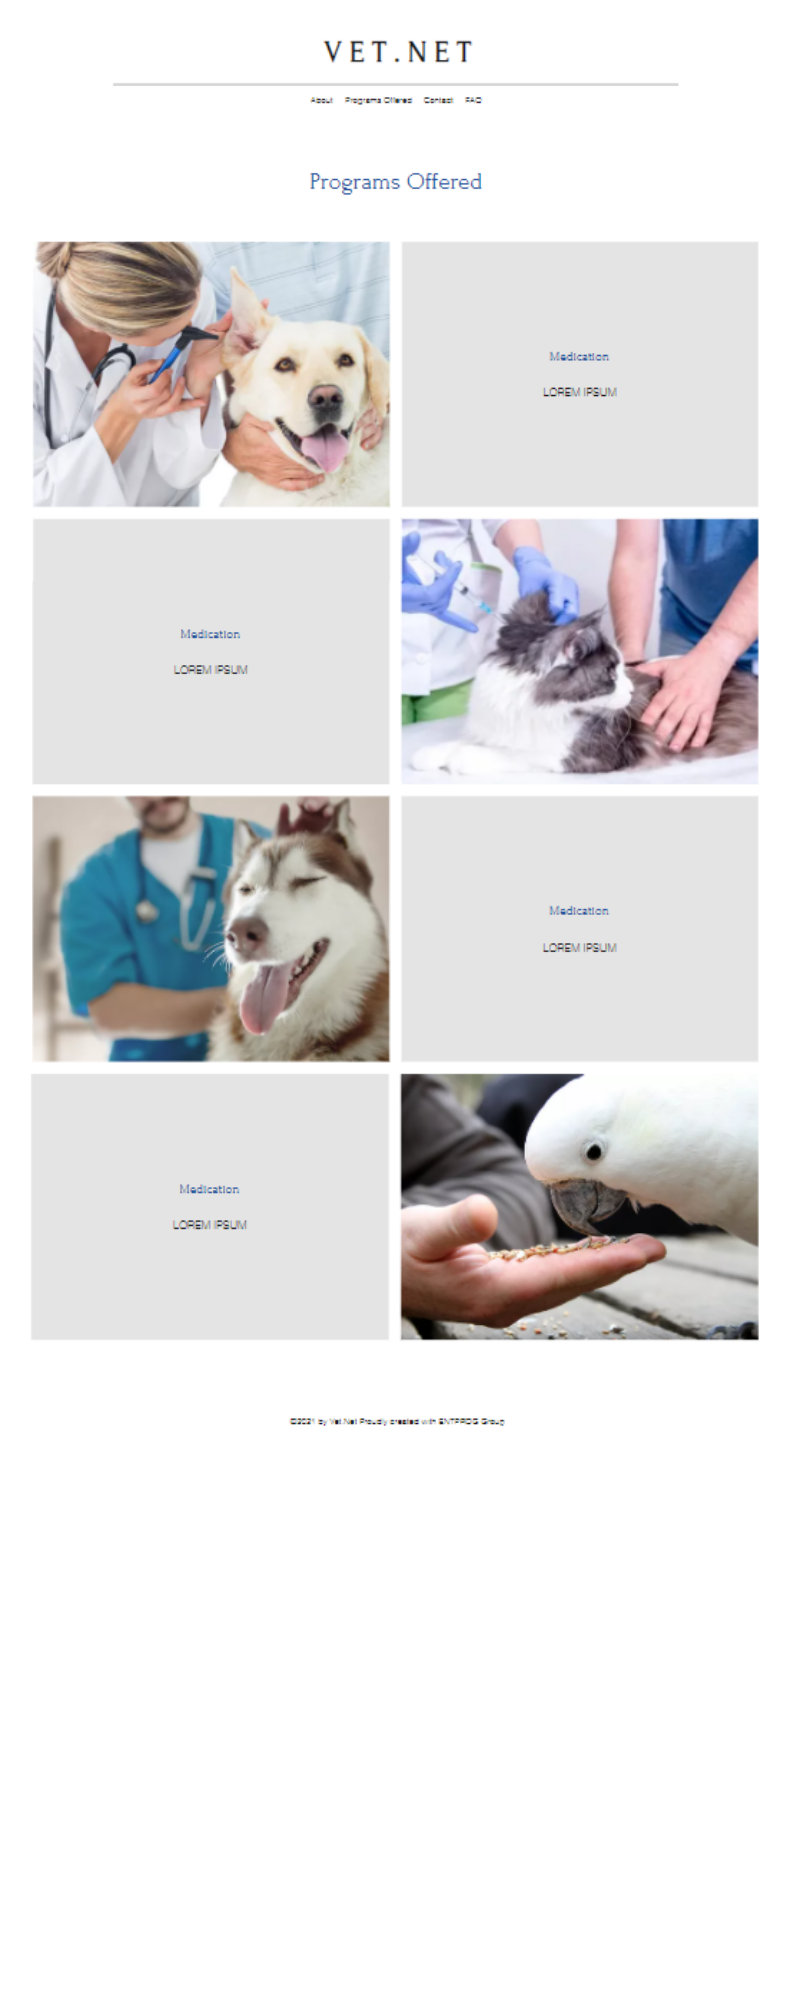 VET.NET
About Programs Offered Contact FAQ
Programs Offered
Medication
LOREM IPSUM
Medication
LOREM IPSUM
Medication
LOREM IPSUM
Medication
LOREM IPSUM
©2021 by Vet.Net Proudly created with ENTPROG Group